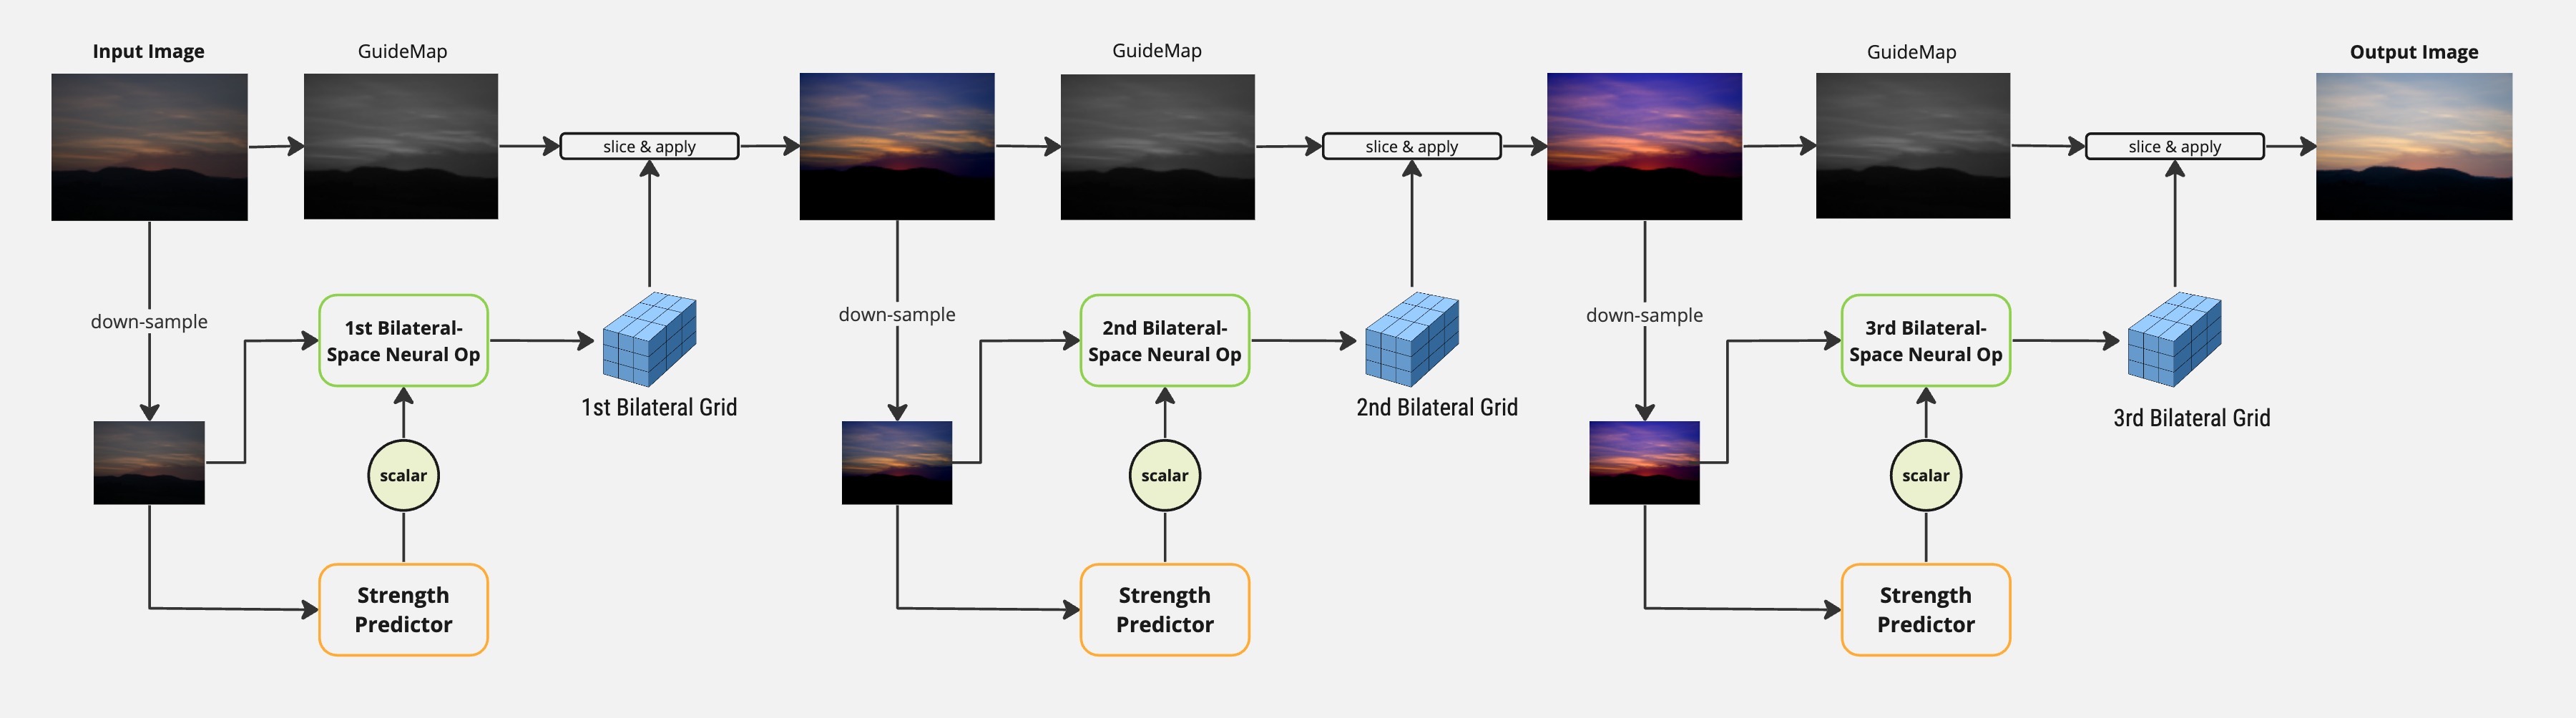 Input Image
GuideMap
GuideMap
GuideMap
Output Image
slice & apply
slice & apply
slice & apply
down-sample
1st Bilateral-
Space Neural Op
1st Bilateral Grid
down-sample
2nd Bilateral-
Space Neural Op
2nd Bilateral Grid
down-sample
3rd Bilateral-
Space Neural Op
3rd Bilateral Grid
scalar
scalar
scalar
Strength
Predictor
Strength
Predictor
Strength
Predictor